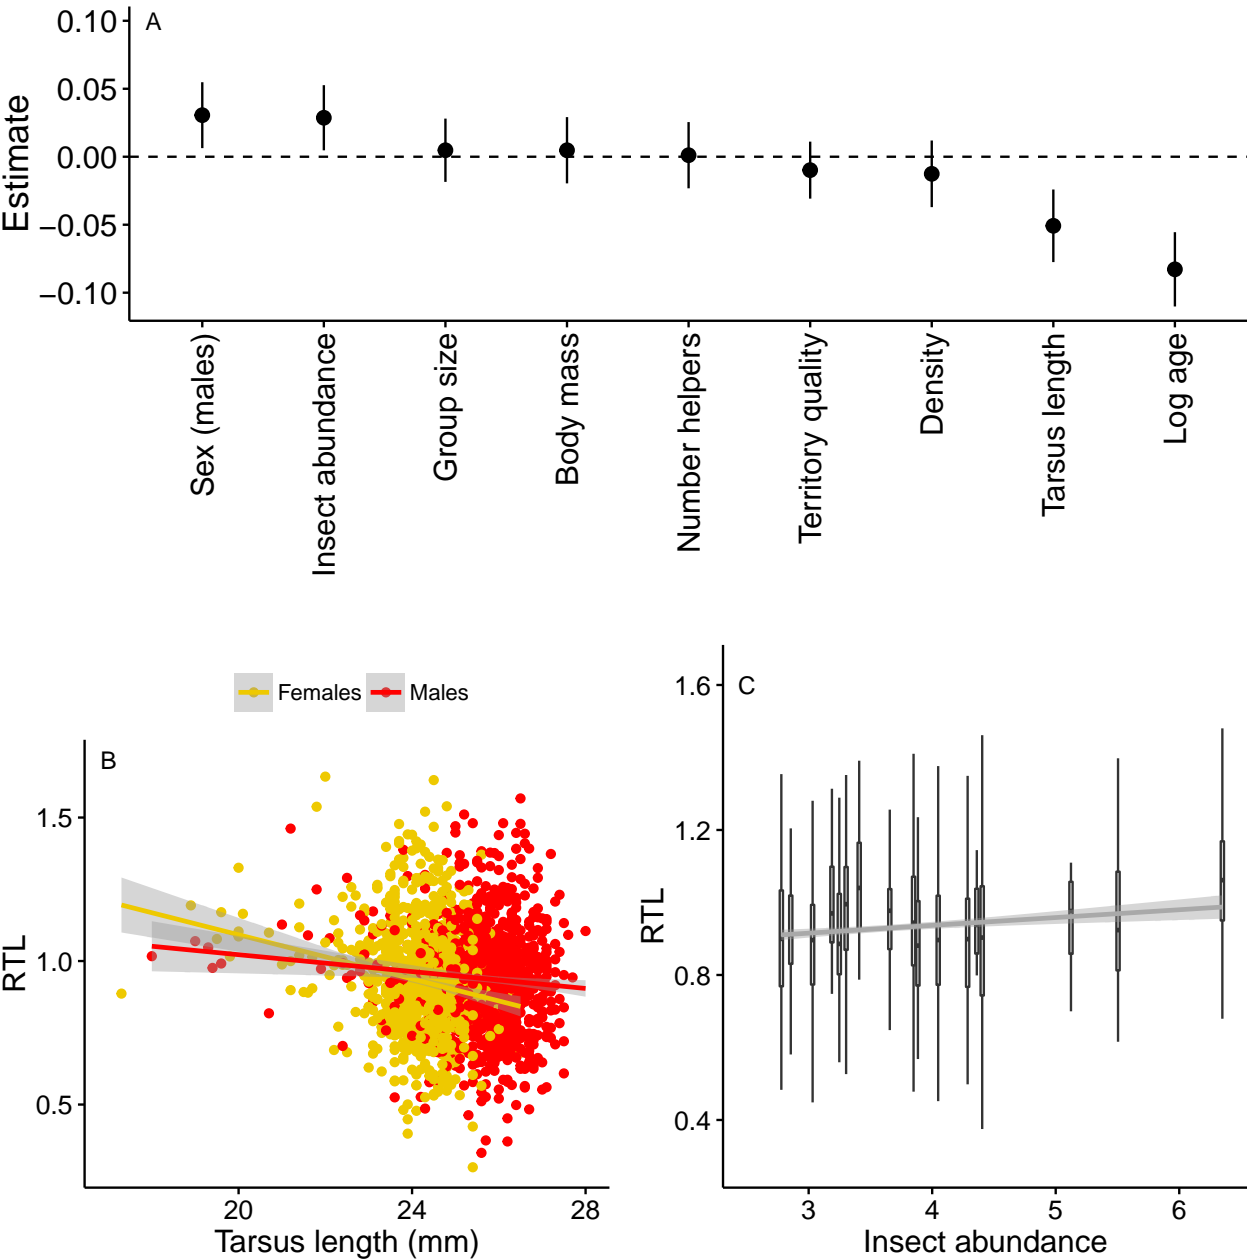 A
Estimate
0.10
0.05
0.00
−0.05
−0.10
Sex (males)
Insect abundance
Group size
Body mass
Number helpers
Territory quality
Density
Tarsus length
Log age
Females
Males
B
RTL
1.5
1.0
0.5
20
24
28
Tarsus length (mm)
C
RTL
1.6
1.2
0.8
0.4
3
4
5
6
Insect abundance